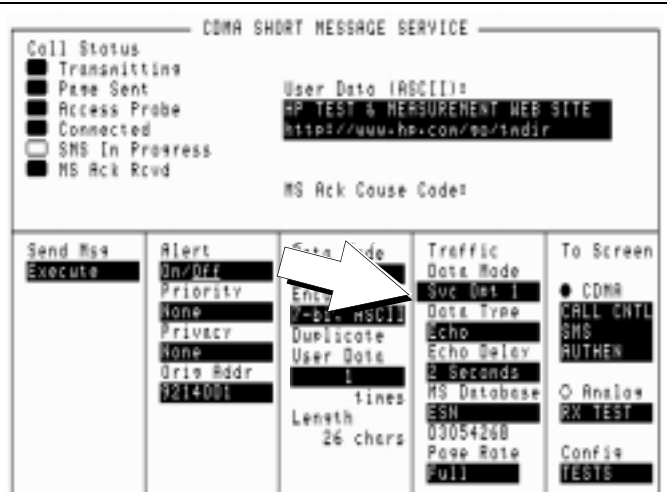 CDMA SHORT MESSAGE SERVICE
Call Status
Transmitting
Page Sent
Access Probe
Connected
SMS In Progress
MS Ack Rcvd
User Data (ASCII):
HP TEST & MEASUREMENT WEB SITE
http://www.hp.com/go/tmdir
MS Ack Cause Code:
Send Msg
Execute
Alert
On/Off
Priority
None
Privacy
None
Orig Addr
9214001
7-bit ASCII
Duplicate
User Data
1
times
Length
26 chars
Traffic
Data Mode
Svc Opt 1
Data Type
Echo
Echo Delay
2 Seconds
MS Database
ESN
Page Rate
Full
To Screen
CDMA
CALL CNTL
SMS
AUTHEN
Analog
RX TEST
Config
TESTS